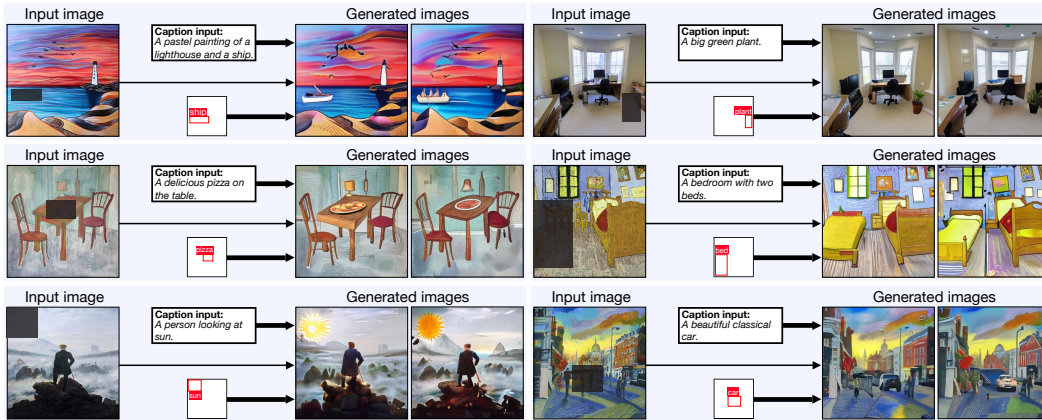 Input image
Generated images
Caption input:
A pastel painting of a
lighthouse and a ship.
ship
Input image
Generated images
Caption input:
A big green plant.
plant
Input image
Generated images
Caption input:
A delicious pizza on
the table.
pizza
Input image
Generated images
Caption input:
A bedroom with two
beds.
bed
Input image
Generated images
Caption input:
A person looking at
sun.
sun
Input image
Generated images
Caption input:
A beautiful classical
car.
car